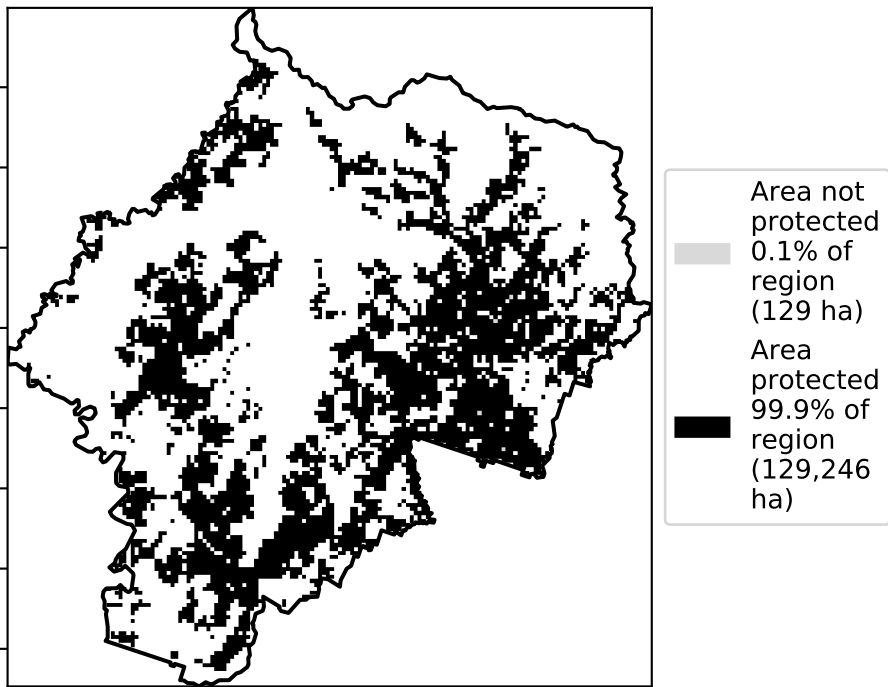 Area not
protected
0.1% of
region
(129 ha)
Area
protected
99.9% of
region
(129,246
ha)